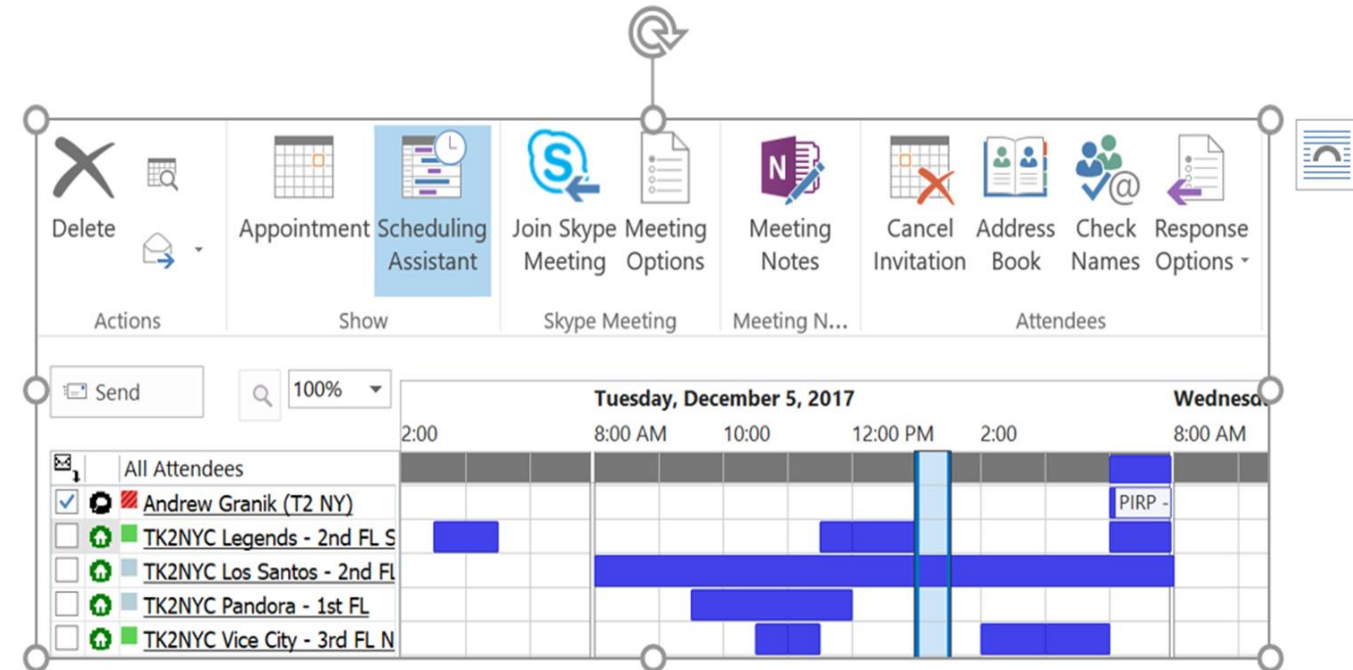 Delete
Appointment
Scheduling
Assistant
Join Skype
Meeting
Meeting
Options
Meeting
Notes
Cancel
Invitation
Address
Book
Check
Names
Response
Options
Actions
Show
Skype Meeting
Meeting N...
Attendees
Send
100%
Tuesday, December 5, 2017
Wednesd
2:00
8:00 AM
10:00
12:00 PM
2:00
8:00 AM
All Attendees
Andrew Granik (T2 NY)
PIRP -
TK2NYC Legends - 2nd FL S
TK2NYC Los Santos - 2nd FL
TK2NYC Pandora - 1st FL
TK2NYC Vice City - 3rd FL N